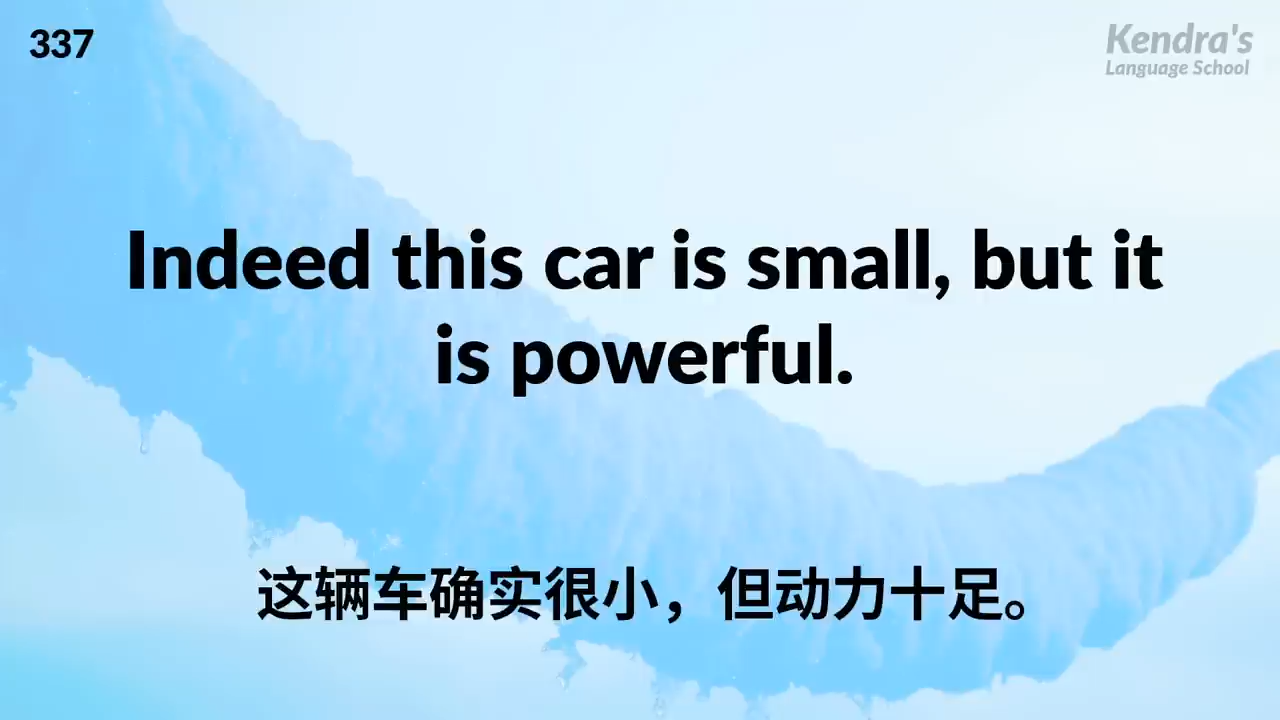 337
Kendra's
Language School
Indeed this car is small, but it
is powerful.
这辆车确实很小，但动力十足。